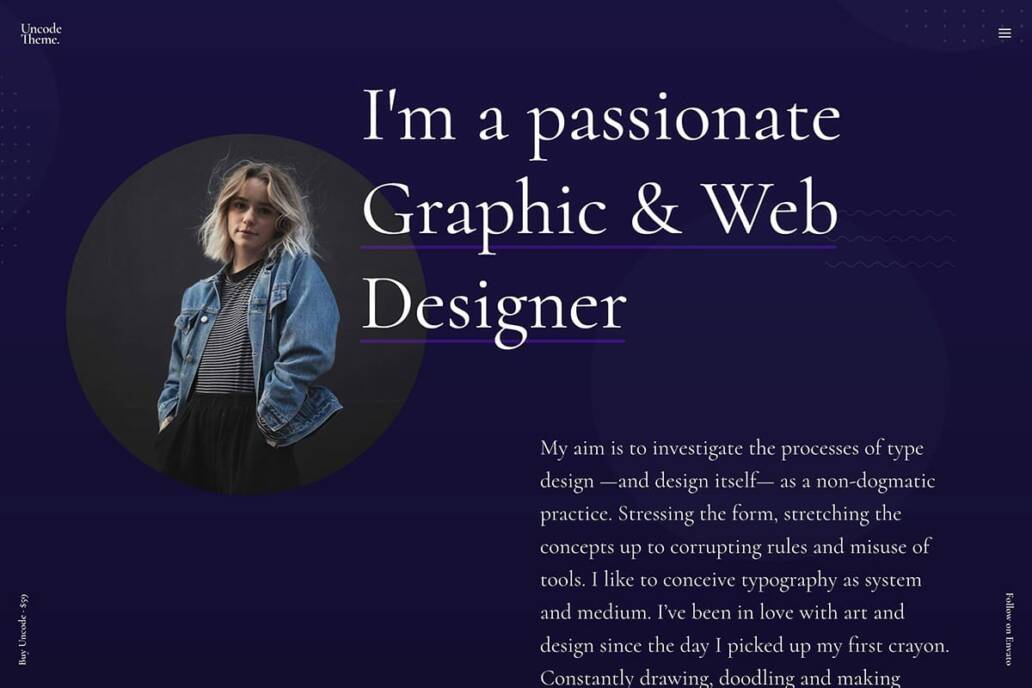 Uncode
Theme.
I'm a passionate
Graphic & Web
Designer
My aim is to investigate the processes of type
design —and design itself— as a non-dogmatic
practice. Stressing the form, stretching the
concepts up to corrupting rules and misuse of
tools. I like to conceive typography as system
and medium. I’ve been in love with art and
design since the day I picked up my first crayon.
Constantly drawing, doodling and making
Buy Uncode - $59
Follow on Envato